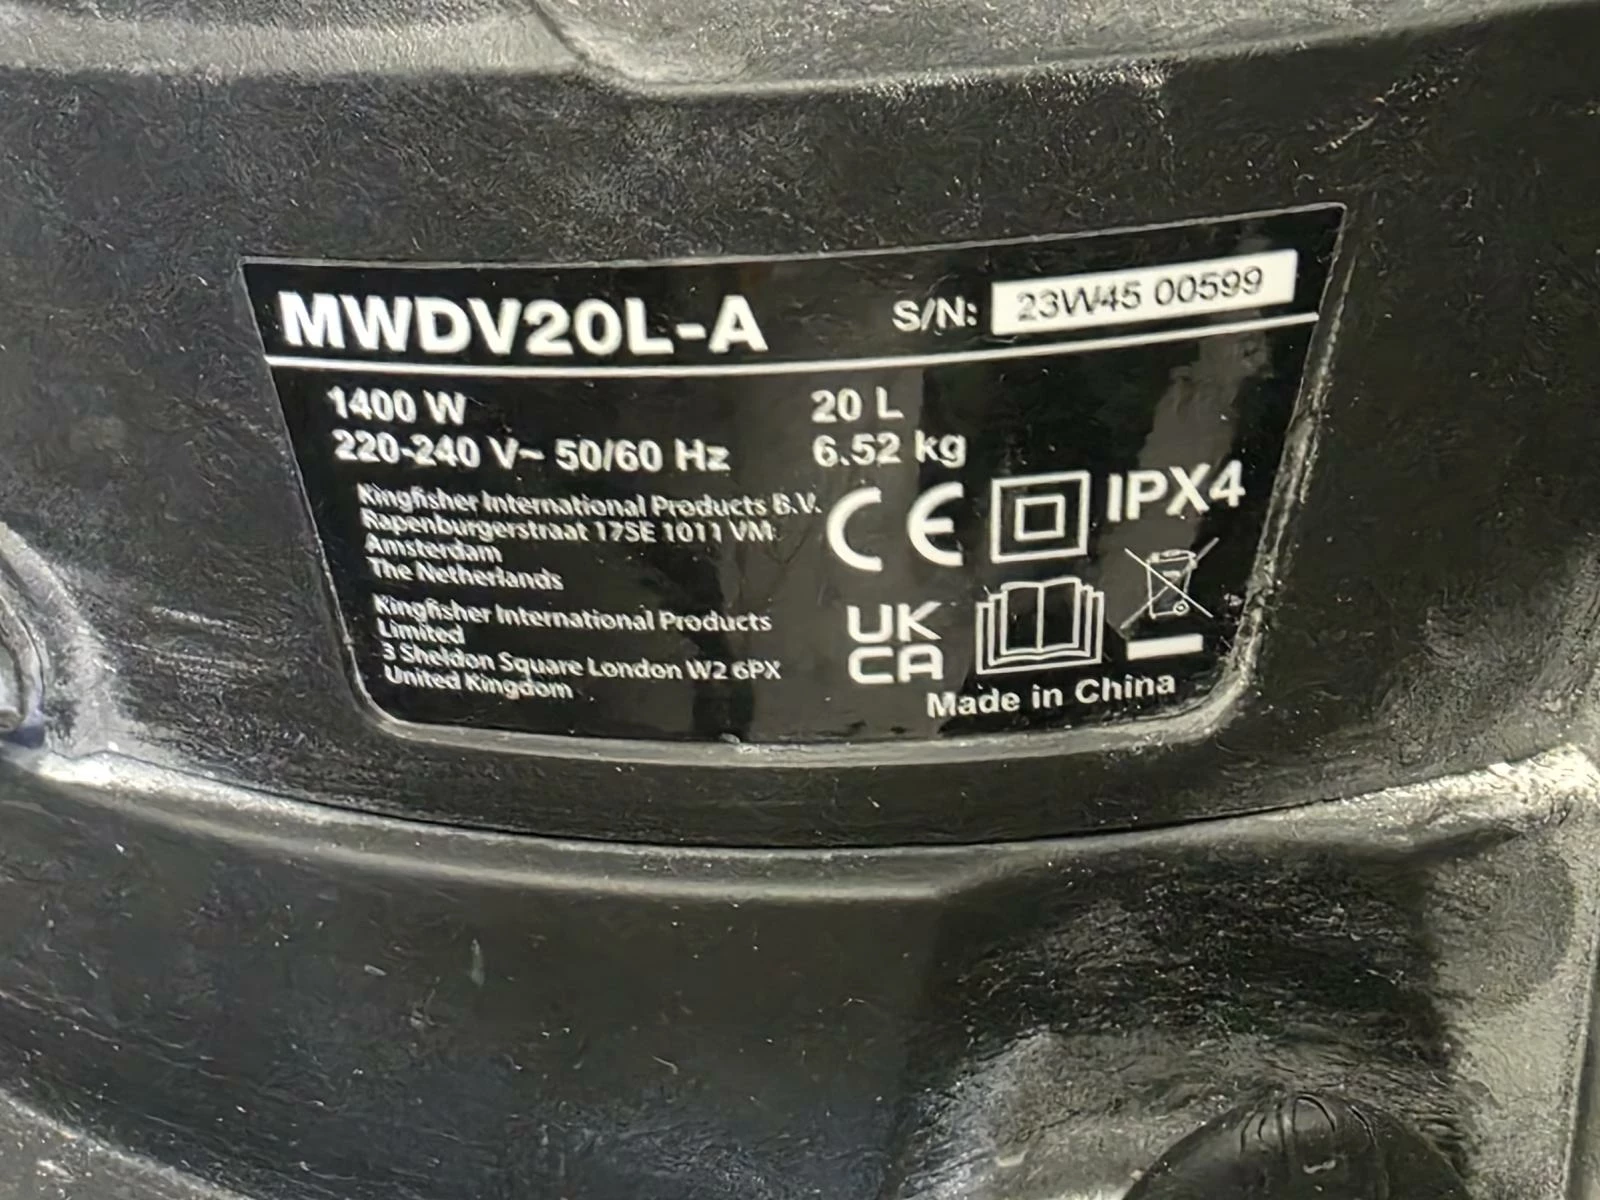 MWDV20L-A
S/N: 23W45 00599
1400 W
20 L
220-240 V~ 50/60 Hz
6.52 kg
Kingfisher International Products B.V.
Rapenburgerstraat 175E 1011 VM
Amsterdam
The Netherlands
CE
IPX4
Kingfisher International Products
Limited
3 Sheldon Square London W2 6PX
United Kingdom
UK
CA
Made in China